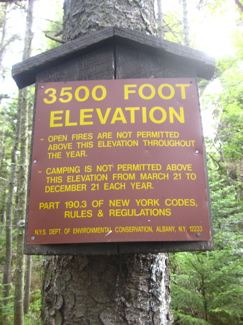 3500 FOOT
ELEVATION
- OPEN FIRES ARE NOT PERMITTED
ABOVE THIS ELEVATION THROUGHOUT
THE YEAR.
- CAMPING IS NOT PERMITTED ABOVE
THIS ELEVATION FROM MARCH 21 TO
DECEMBER 21 EACH YEAR.
PART 190.3 OF NEW YORK CODES,
RULES & REGULATIONS
N.Y.S. DEPT. OF ENVIRONMENTAL CONSERVATION, ALBANY, N.Y. 12233